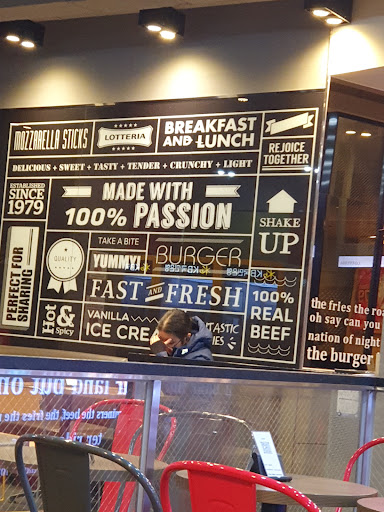 MOZZARELLA STICKS
LOTTERIA
BREAKFAST
AND LUNCH
REJOICE
TOGETHER
DELICIOUS + SWEET + TASTY + TENDER + CRUNCHY + LIGHT
ESTABLISHED
SINCE
1979
MADE WITH
100% PASSION
SHAKE
UP
PERFECT FOR
SHARING
QUALITY
TAKE A BITE
YUMMY!
BURGER
FAST AND FRESH
100%
REAL
BEEF
Hot
&
Spicy
VANILLA
ICE CREA
the fries the roa
oh say can you
nation of night
the burger